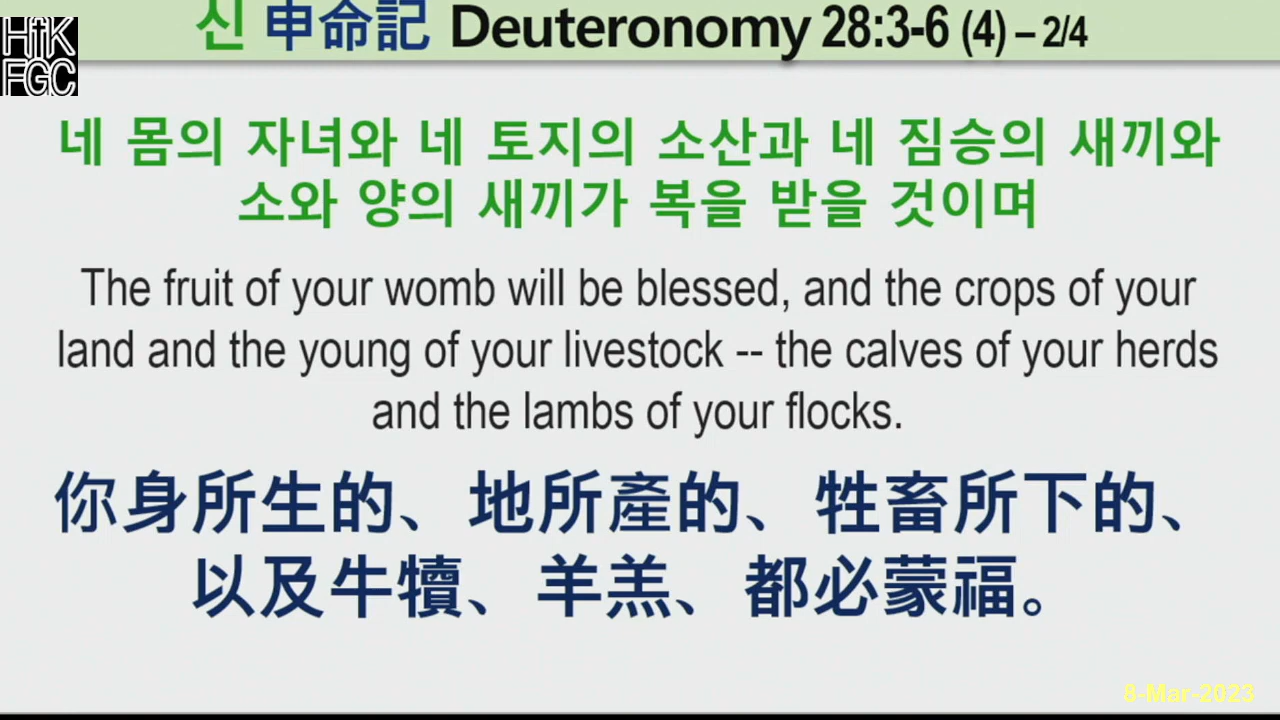 신 申命記 Deuteronomy 28:3-6 (4) – 2/4
HfK
FGC
네 몸의 자녀와 네 토지의 소산과 네 짐승의 새끼와
소와 양의 새끼가 복을 받을 것이며
The fruit of your womb will be blessed, and the crops of your
land and the young of your livestock -- the calves of your herds
and the lambs of your flocks.
你身所生的、地所產的、牲畜所下的、
以及牛犢、羊羔、都必蒙福。
8-Mar-2023